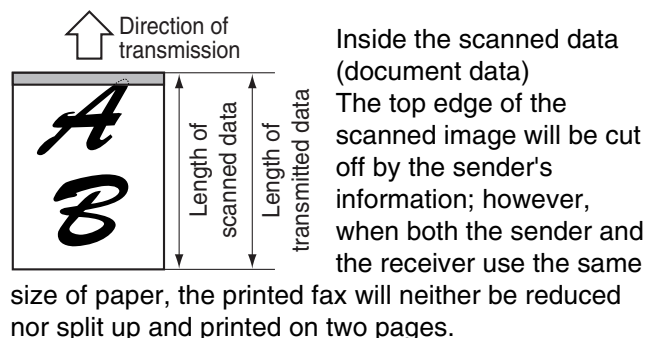 Direction of
transmission
A
B
Length of
scanned data
Length of
transmitted data
Inside the scanned data
(document data)
The top edge of the
scanned image will be cut
off by the sender's
information; however,
when both the sender and
the receiver use the same
size of paper, the printed fax will neither be reduced
nor split up and printed on two pages.